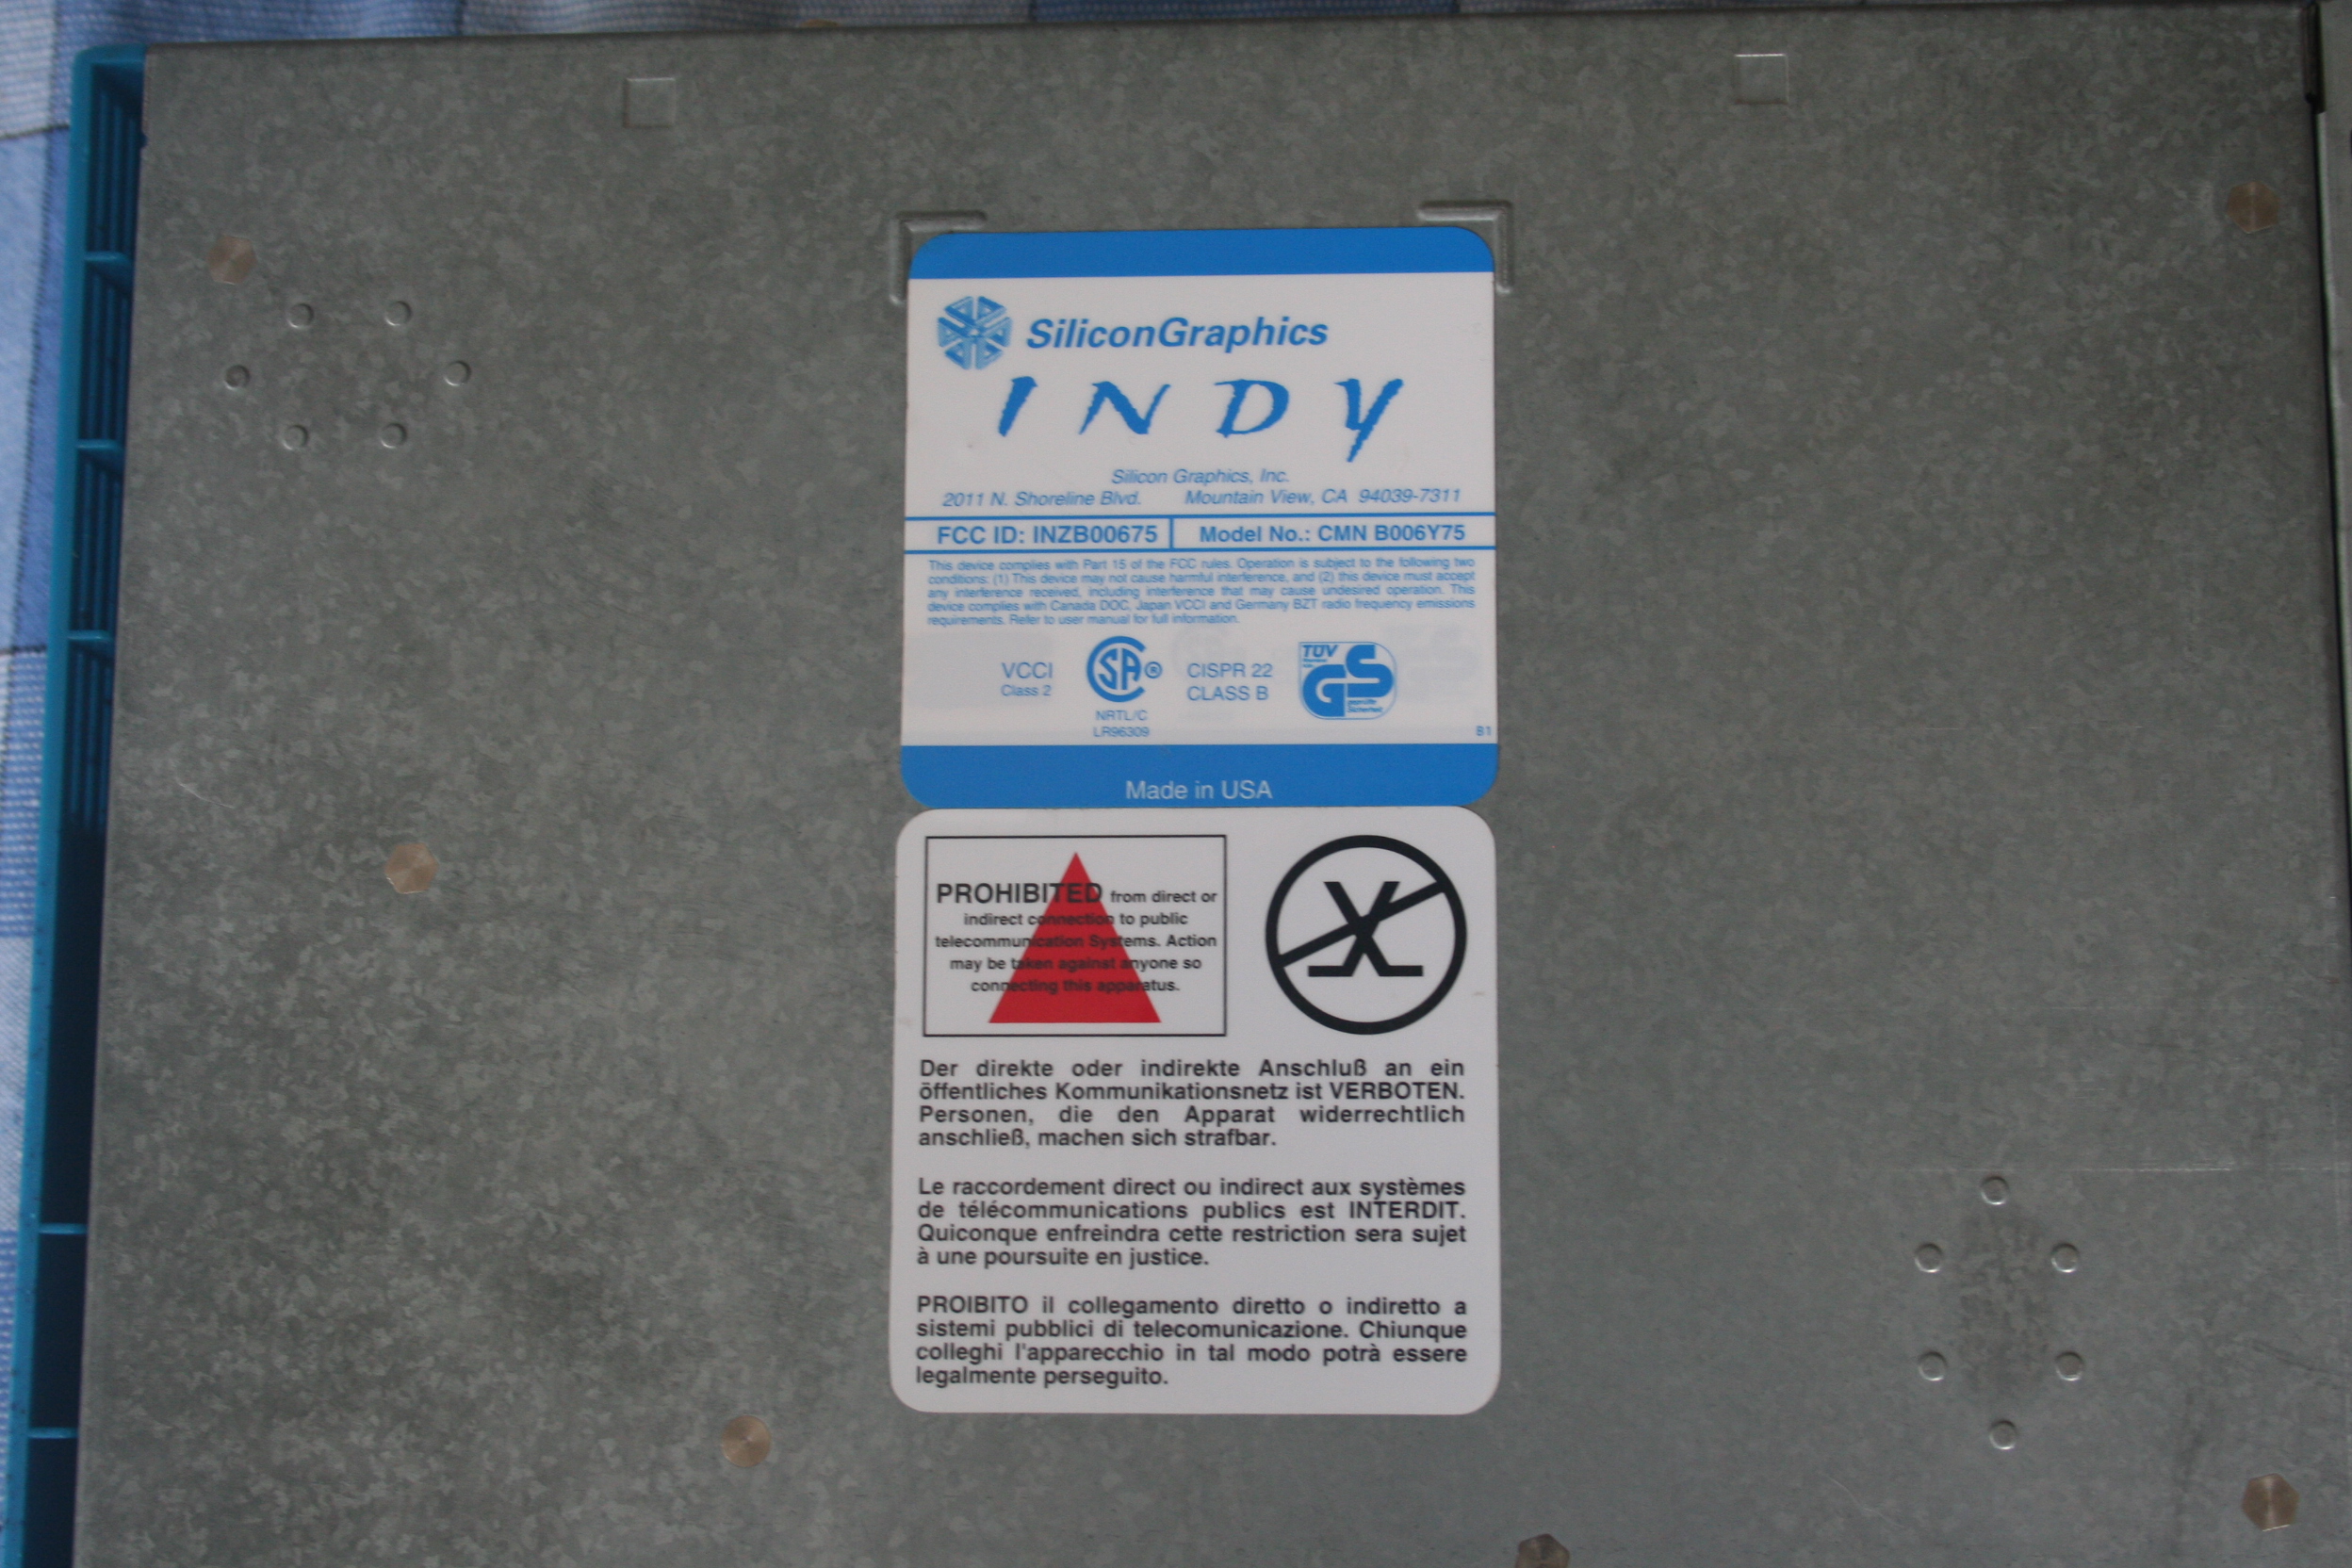 SiliconGraphics
INDY
Silicon Graphics, Inc.
2011 N. Shoreline Blvd. Mountain View, CA 94039-7311
FCC ID: INZB00675 Model No.: CMN B006Y75
This device complies with Part 15 of the FCC rules. Operation is subject to the following two
conditions: (1) This device may not cause harmful interference, and (2) this device must accept
any interference received, including interference that may cause undesired operation. This
device complies with Canada DOC, Japan VCCI and Germany BZT radio frequency emissions
requirements. Refer to user manual for full information.
VCCI
Class 2
SA®
NRTL/C
LR96309
CISPR 22
CLASS B
TÜV
GS
geprüfte
Sicherheit
B1
Made in USA
PROHIBITED from direct or
indirect connection to public
telecommunication Systems. Action
may be taken against anyone so
connecting this apparatus.
Der direkte oder indirekte Anschluß an ein
öffentliches Kommunikationsnetz ist VERBOTEN.
Personen, die den Apparat widerrechtlich
anschließ, machen sich strafbar.
Le raccordement direct ou indirect aux systèmes
de télécommunications publics est INTERDIT.
Quiconque enfreindra cette restriction sera sujet
à une poursuite en justice.
PROIBITO il collegamento diretto o indiretto a
sistemi pubblici di telecomunicazione. Chiunque
colleghi l'apparecchio in tal modo potrà essere
legalmente perseguito.